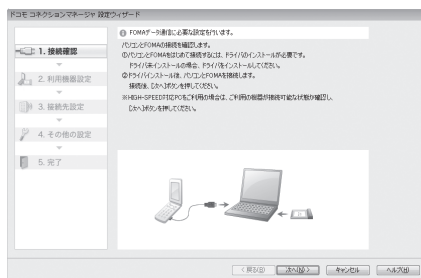 ドコモ コネクションマネージャ 設定ウィザード
FOMAデータ通信に必要な設定を行います。
1. 接続確認
2. 利用機器設定
3. 接続先設定
4. その他の設定
5. 完了
パソコンとFOMAの接続を確認します。
①パソコンとFOMAをはじめて接続するには、ドライバのインストールが必要です。
ドライバ未インストールの場合、ドライバをインストールしてください。
②ドライバインストール後、パソコンとFOMAを接続します。
接続後、[次へ]ボタンを押してください。
※HIGH-SPEED対応PCをご利用の場合は、ご利用の機器が接続可能な状態か確認し、
[次へ]ボタンを押してください。
< 戻る(B)
次へ(N) >
キャンセル
ヘルプ(H)